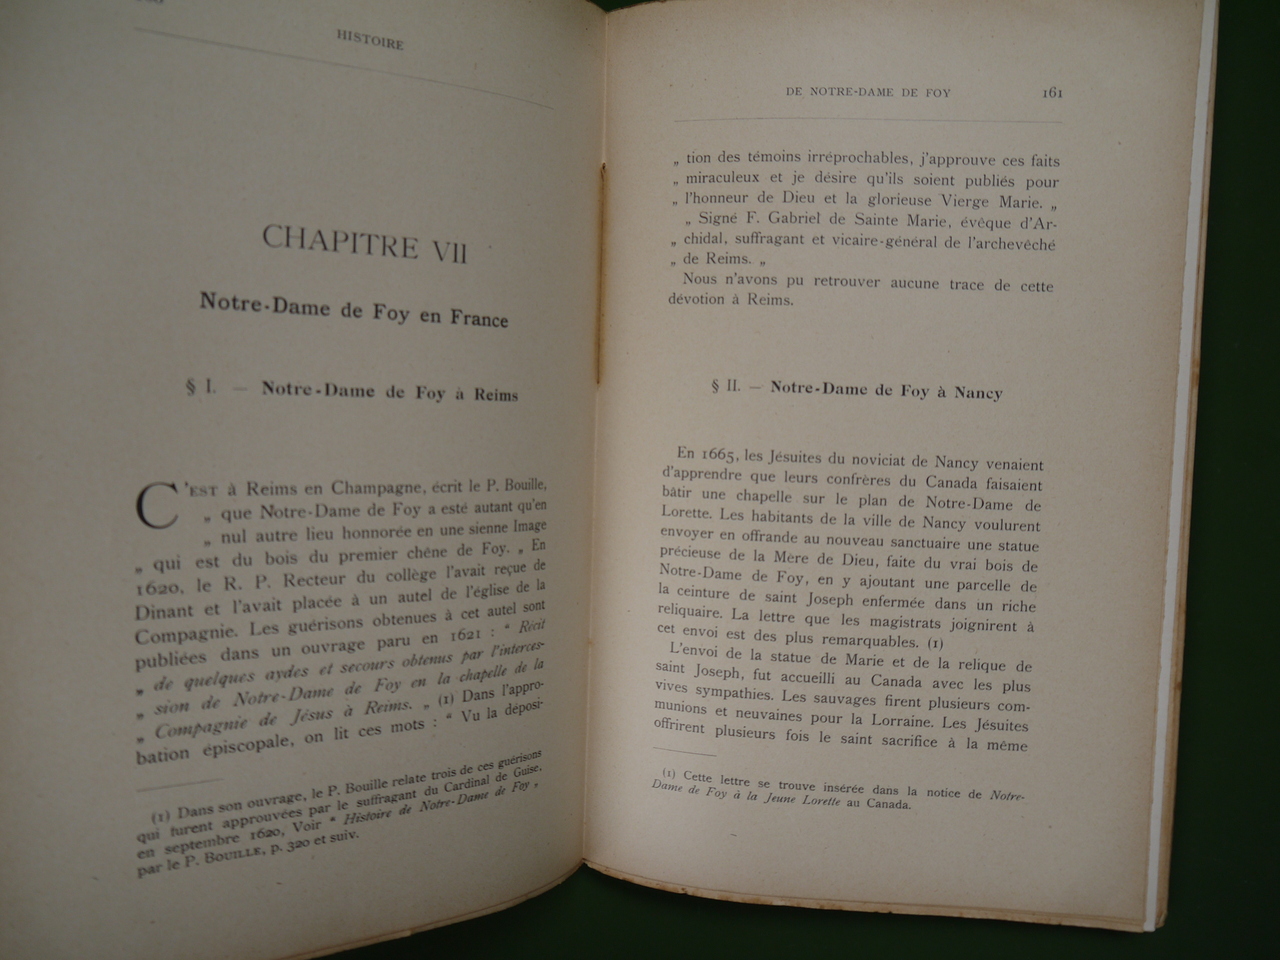 HISTOIRE
CHAPITRE VII
Notre-Dame de Foy en France
§ I. — Notre-Dame de Foy à Reims
C'EST à Reims en Champagne, écrit le P. Bouille,
„ que Notre-Dame de Foy a esté autant qu'en
„ nul autre lieu honnorée en une sienne Image
„ qui est du bois du premier chêne de Foy. „ En
1620, le R. P. Recteur du collège l'avait reçue de
Dinant et l'avait placée à un autel de l'église de la
Compagnie. Les guérisons obtenues à cet autel sont
publiées dans un ouvrage paru en 1621 : “ Récit
„ de quelques aydes et secours obtenus par l'interces-
„ sion de Notre-Dame de Foy en la chapelle de la
„ Compagnie de Jésus à Reims. „ (1) Dans l'appro-
bation épiscopale, on lit ces mots : “ Vu la déposi-
(1) Dans son ouvrage, le P. Bouille relate trois de ces guérisons
qui furent approuvées par le suffragant du Cardinal de Guise,
en septembre 1620, Voir “ Histoire de Notre-Dame de Foy „
par le P. BOUILLE, p. 320 et suiv.
DE NOTRE-DAME DE FOY 161
„ tion des témoins irréprochables, j'approuve ces faits
„ miraculeux et je désire qu'ils soient publiés pour
„ l'honneur de Dieu et la glorieuse Vierge Marie. „
„ Signé F. Gabriel de Sainte Marie, évêque d'Ar-
„ chidal, suffragant et vicaire-général de l'archevêché
„ de Reims. „
Nous n'avons pu retrouver aucune trace de cette
dévotion à Reims.
§ II. — Notre-Dame de Foy à Nancy
En 1665, les Jésuites du noviciat de Nancy venaient
d'apprendre que leurs confrères du Canada faisaient
bâtir une chapelle sur le plan de Notre-Dame de
Lorette. Les habitants de la ville de Nancy voulurent
envoyer en offrande au nouveau sanctuaire une statue
précieuse de la Mère de Dieu, faite du vrai bois de
Notre-Dame de Foy, en y ajoutant une parcelle de
la ceinture de saint Joseph enfermée dans un riche
reliquaire. La lettre que les magistrats joignirent à
cet envoi est des plus remarquables. (1)
L'envoi de la statue de Marie et de la relique de
saint Joseph, fut accueilli au Canada avec les plus
vives sympathies. Les sauvages firent plusieurs com-
munions et neuvaines pour la Lorraine. Les Jésuites
offrirent plusieurs fois le saint sacrifice à la même
(1) Cette lettre se trouve insérée dans la notice de Notre-
Dame de Foy à la Jeune Lorette au Canada.